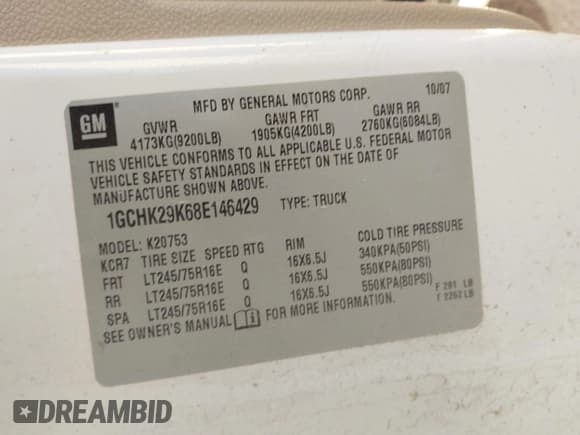 GM
MFD BY GENERAL MOTORS CORP. 10/07
GVWR GAWR FRT GAWR RR
4173KG(9200LB) 1905KG(4200LB) 2760KG(6084LB)
THIS VEHICLE CONFORMS TO ALL APPLICABLE U.S. FEDERAL MOTOR
VEHICLE SAFETY STANDARDS IN EFFECT ON THE DATE OF
MANUFACTURE SHOWN ABOVE.
1GCHK29K68E146429 TYPE: TRUCK
MODEL: K20753
KCR7 TIRE SIZE SPEED RTG RIM COLD TIRE PRESSURE
FRT LT245/75R16E Q 16X6.5J 340KPA(50PSI)
RR LT245/75R16E Q 16X6.5J 550KPA(80PSI)
SPA LT245/75R16E Q 16X6.5J 550KPA(80PSI)
SEE OWNER'S MANUAL FOR MORE INFORMATION.
F 281 LB
T 2262 LB
DREAMBID